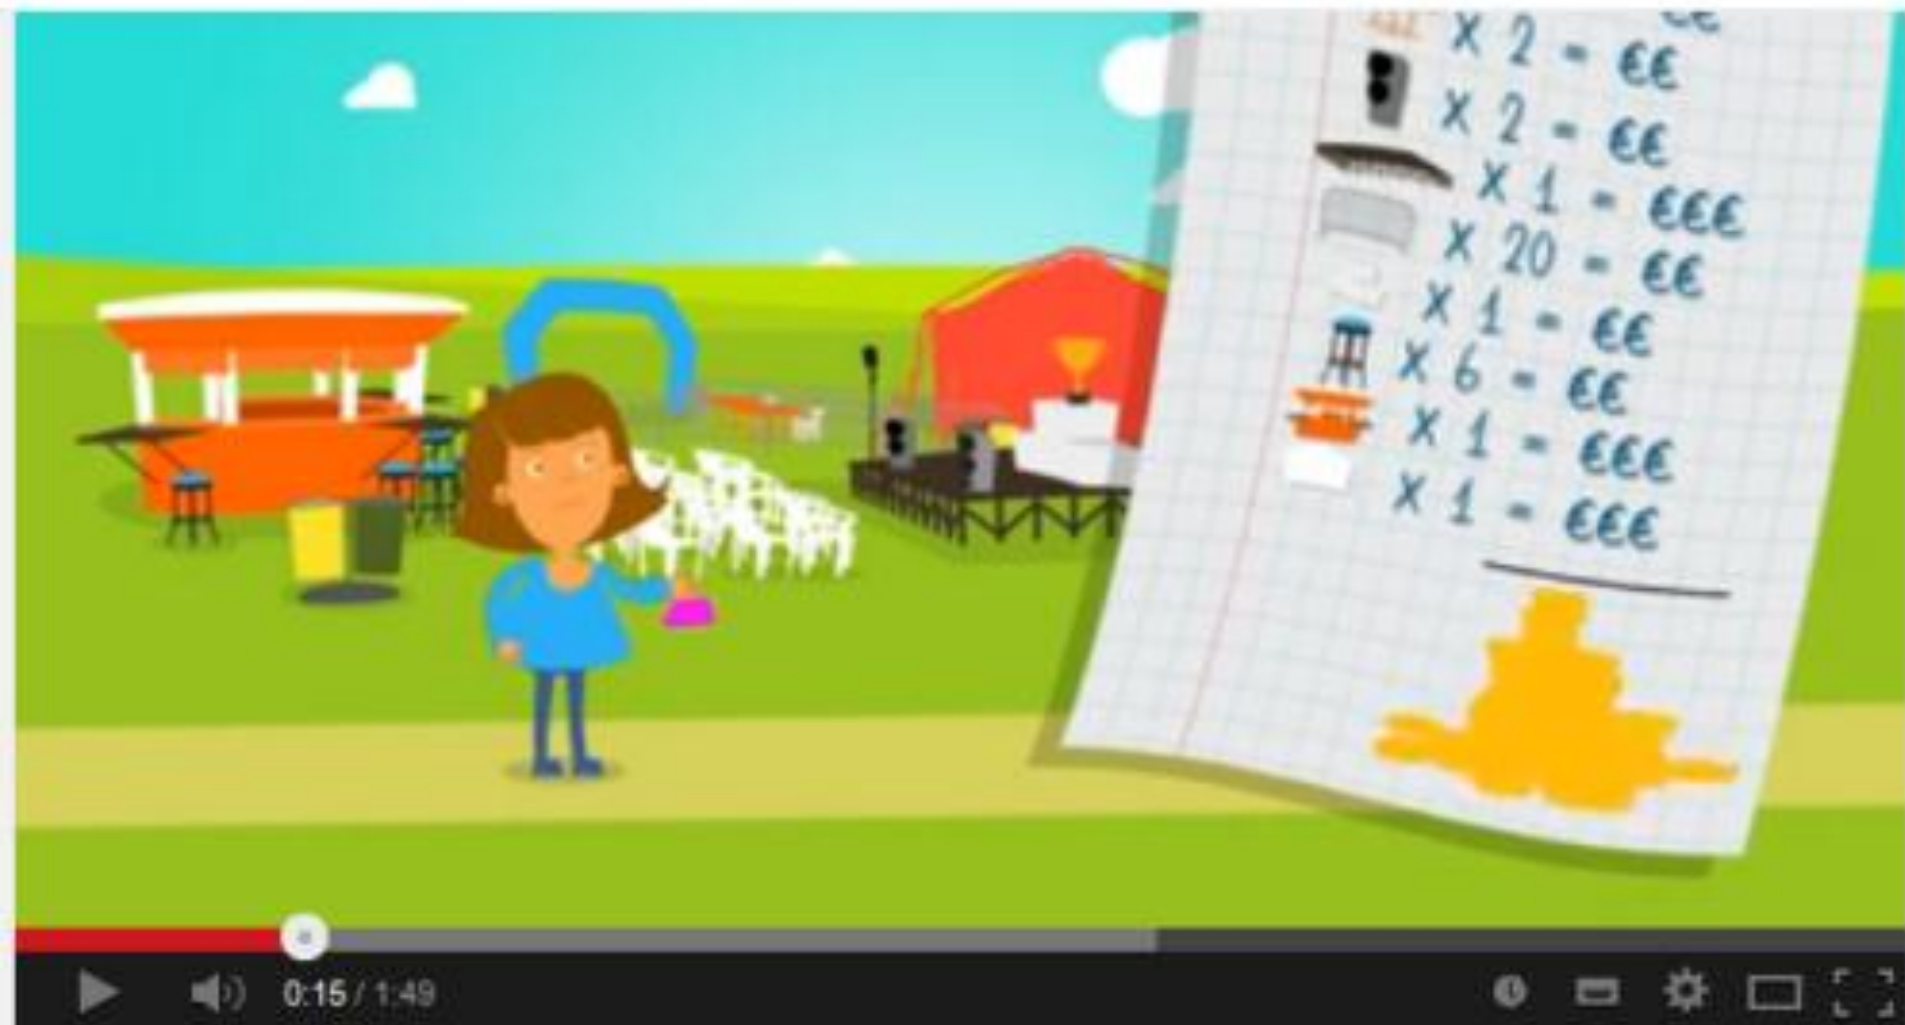 €€
X 2 = €€
X 2 = €€
X 1 = €€€
X 20 = €€
X 1 = €€
X 6 = €€
X 1 = €€€
X 1 = €€€
0:15 / 1:49